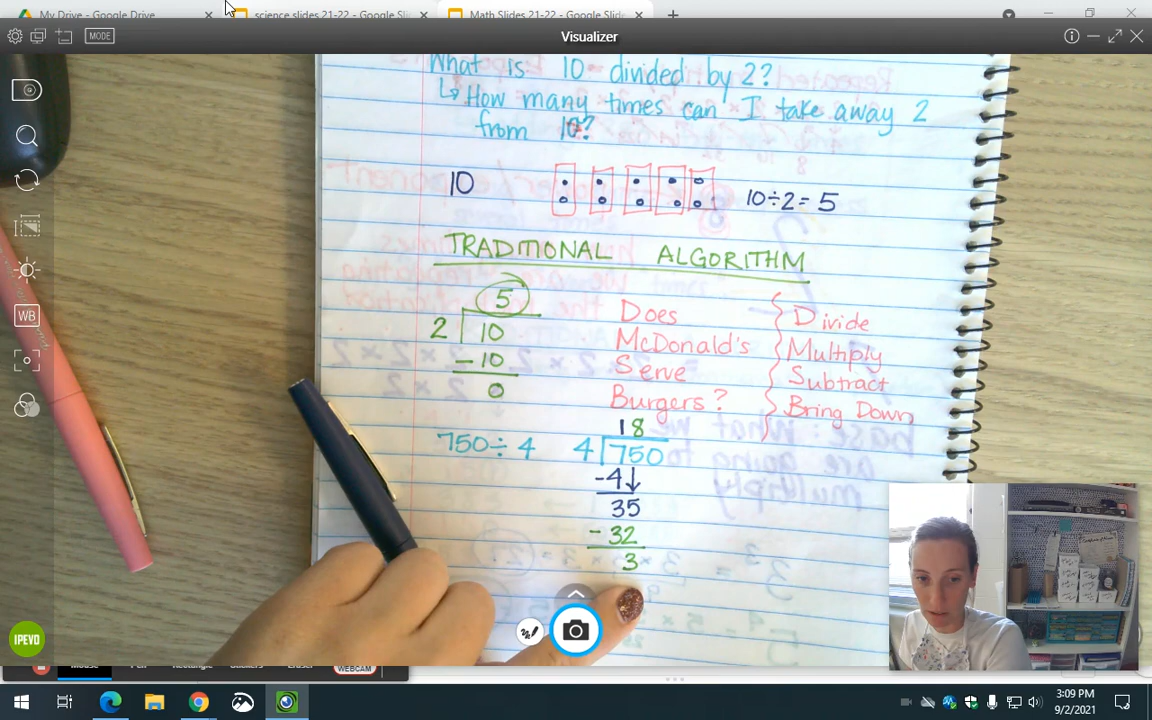 My Drive - Google Drive
science slides 21-22 - Google Sli
Math Slides 21-22 - Google Slides
MODE
Visualizer
What is 10 divided by 2?
How many times can I take away 2
from 10?
10
10÷2= 5
TRADITIONAL ALGORITHM
5
2 10
-10
0
Does
McDonald's
Serve
Burgers?
Divide
Multiply
Subtract
Bring Down
750÷4
18
4 750
-4↓
35
-32
3
WB
IPEVO
WEBCAM
3:09 PM
9/2/2021